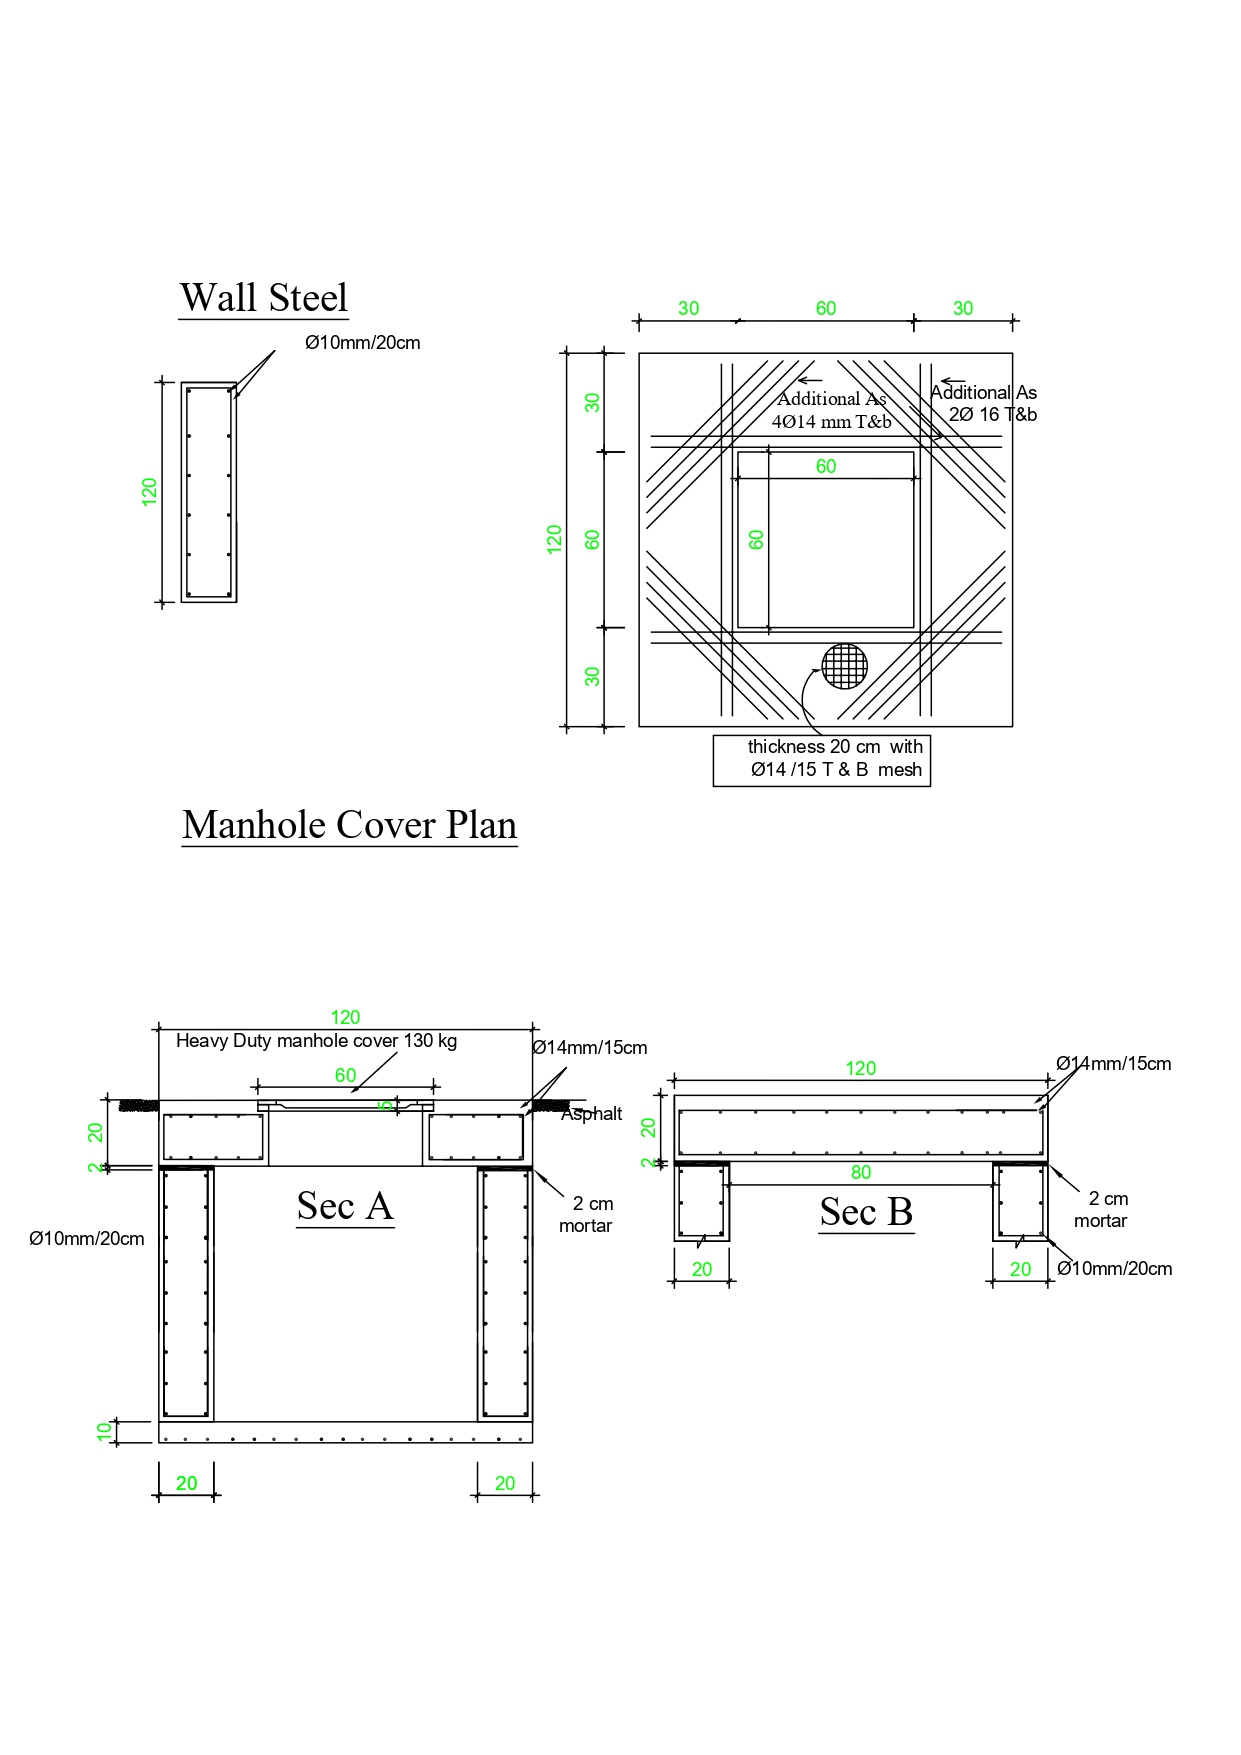 Wall Steel
Ø10mm/20cm
120
30
60
30
120
30
60
30
Additional As
4Ø14 mm T&b
Additional As
2Ø 16 T&b
60
60
thickness 20 cm with
Ø14 /15 T & B mesh
Manhole Cover Plan
120
Heavy Duty manhole cover 130 kg
60
5
Ø14mm/15cm
Asphalt
20
2
Sec A
2 cm
mortar
Ø10mm/20cm
10
20
20
120
Ø14mm/15cm
20
2
80
Sec B
2 cm
mortar
20
20
Ø10mm/20cm